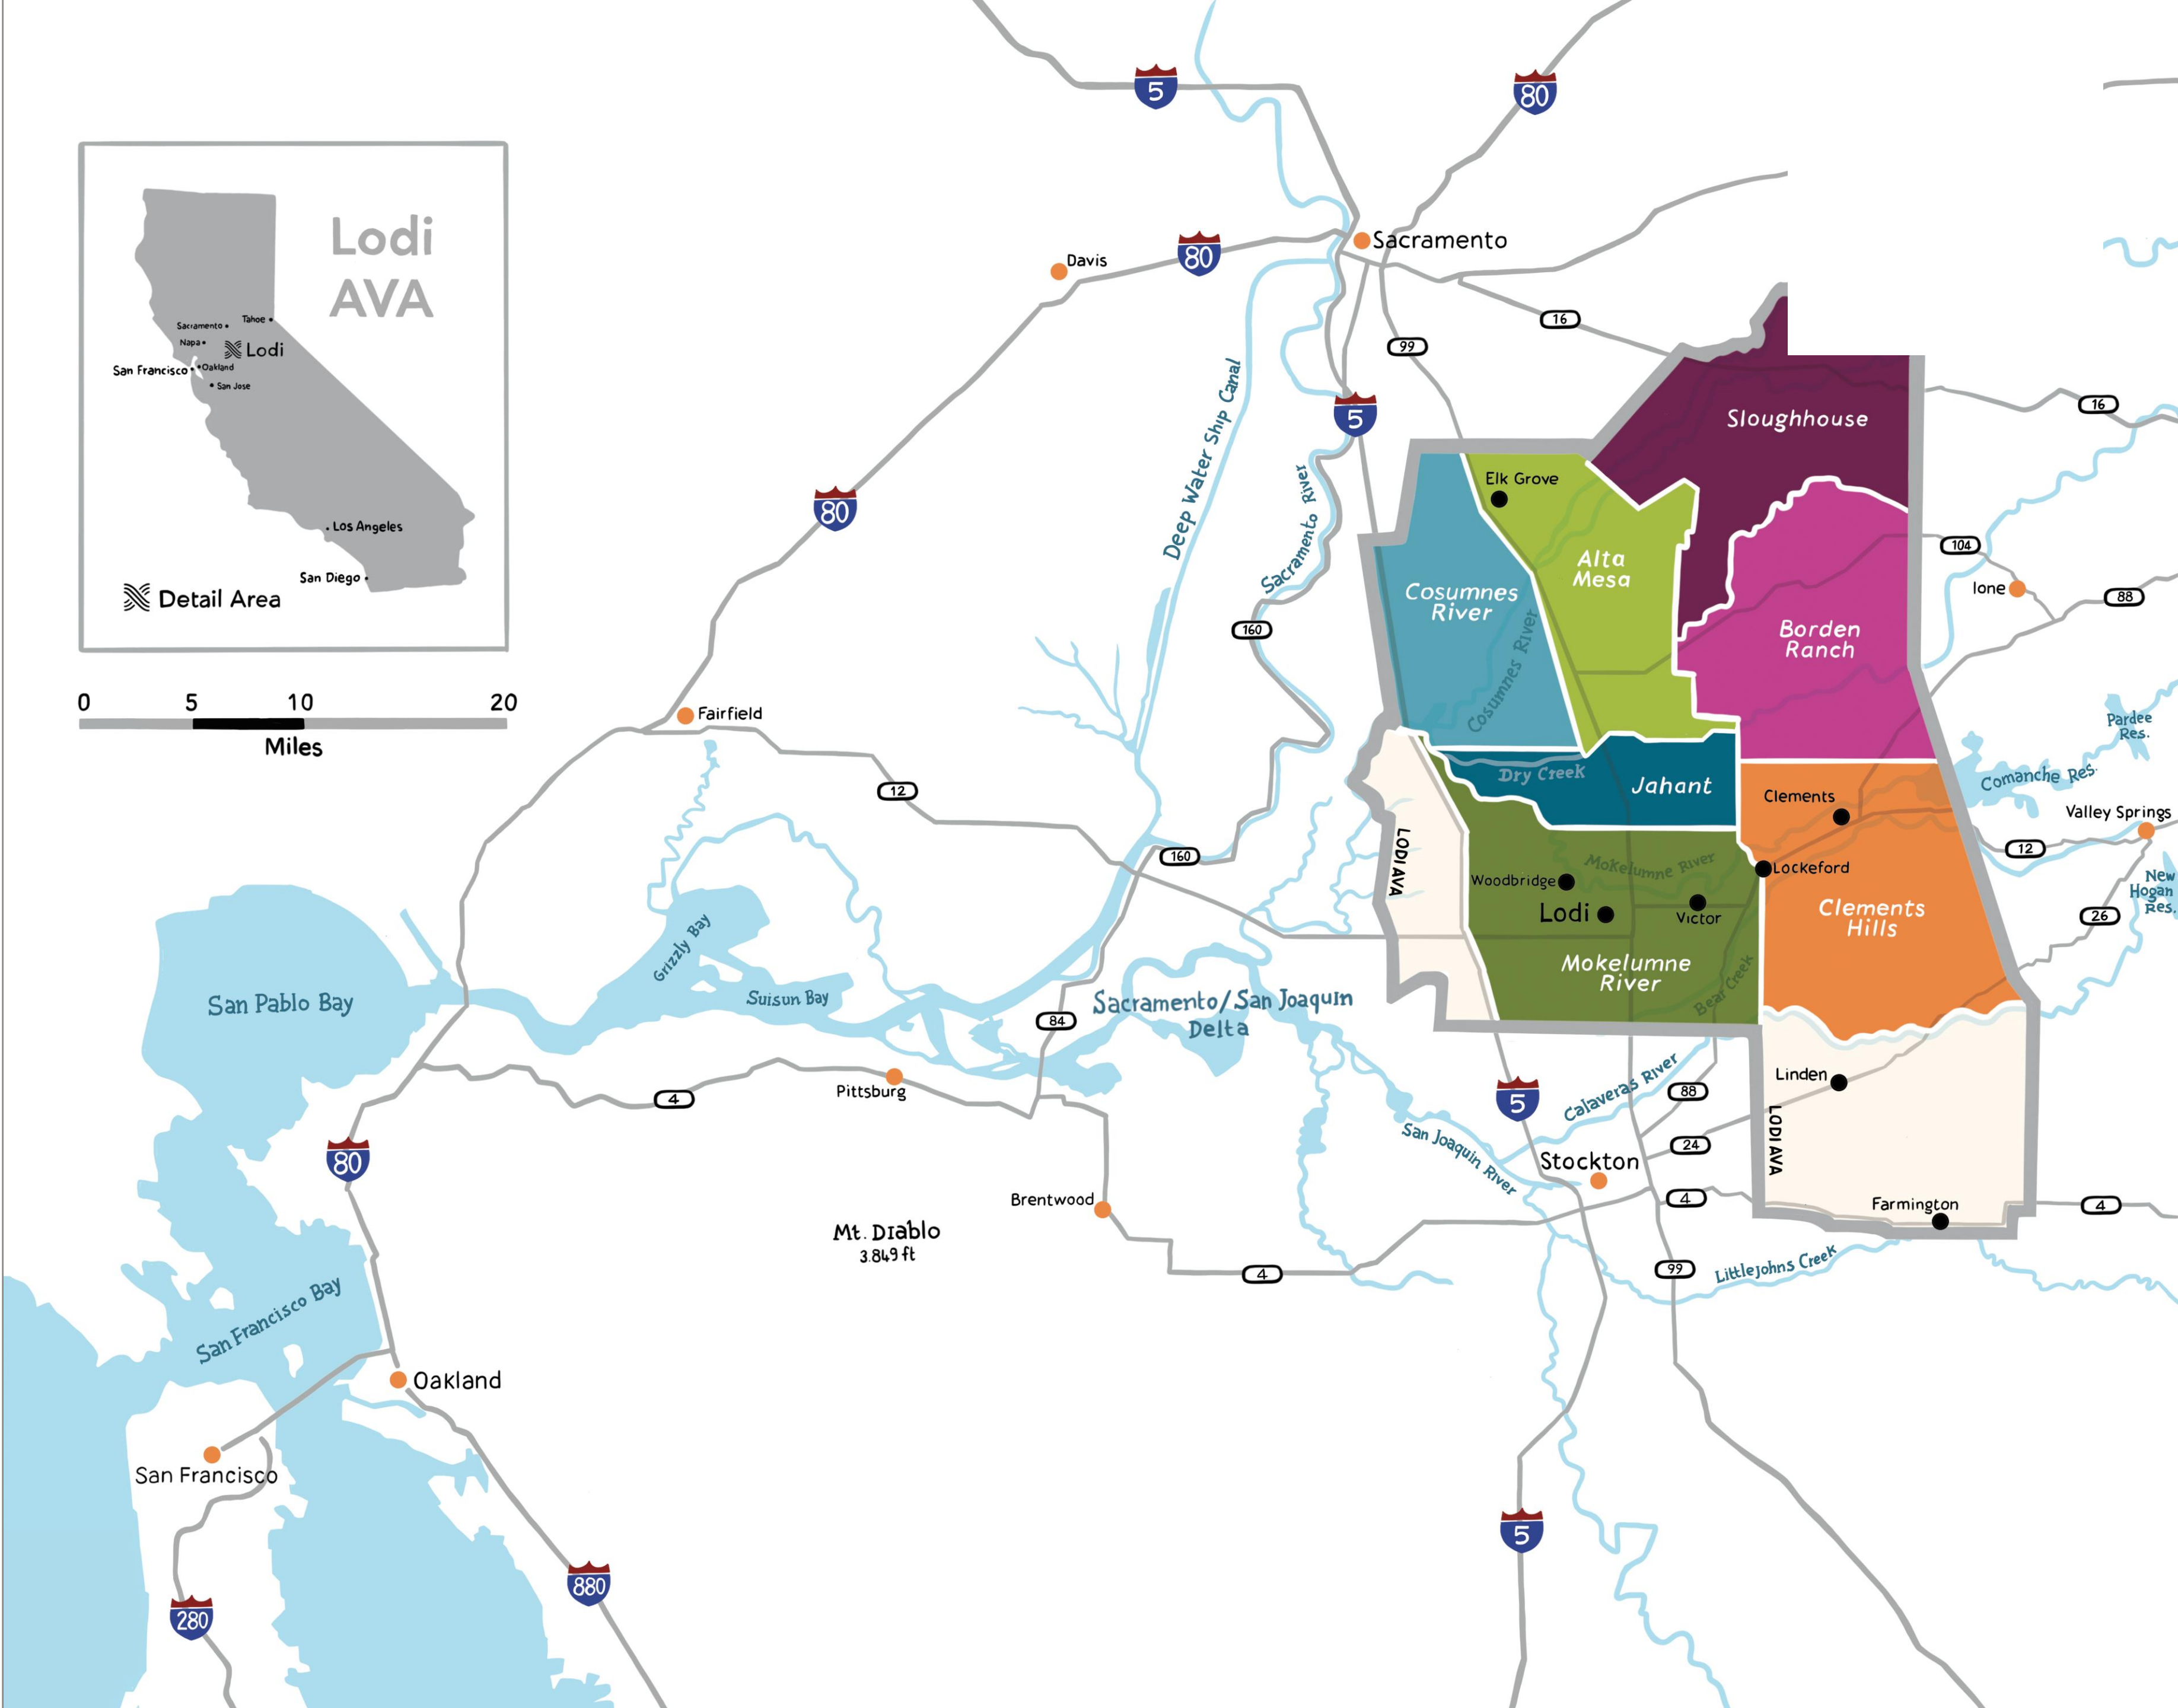 Lodi
AVA
Sacramento
Tahoe
Napa
Lodi
San Francisco
Oakland
San Jose
Los Angeles
San Diego
Detail Area
0 5 10 20
Miles
5
80
Sacramento
Davis
80
16
99
Deep Water Ship Canal
5
Sloughhouse
16
Sacramento River
Elk Grove
80
Alta
Mesa
104
Cosumnes
River
Ione
88
160
Borden
Ranch
Cosumnes River
Fairfield
Pardee
Res.
Dry Creek
Jahant
Comanche Res.
12
Clements
Valley Springs
LODI AVA
160
Mokelumne River
Lockeford
12
Woodbridge
New
Hogan
Res.
Lodi
Victor
Clements
Hills
26
Grizzly Bay
Mokelumne
River
Bear Creek
San Pablo Bay
Suisun Bay
Sacramento/San Joaquin
Delta
84
Linden
Pittsburg
4
5
Calaveras River
88
LODI AVA
San Joaquin River
24
80
Stockton
Brentwood
4
Farmington
4
Mt. Diablo
3.849 ft
4
99
Littlejohns Creek
San Francisco Bay
Oakland
San Francisco
5
880
280